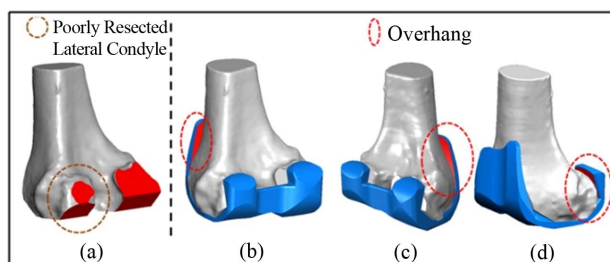 Poorly Resected
Lateral Condyle
Overhang
(a)
(b)
(c)
(d)